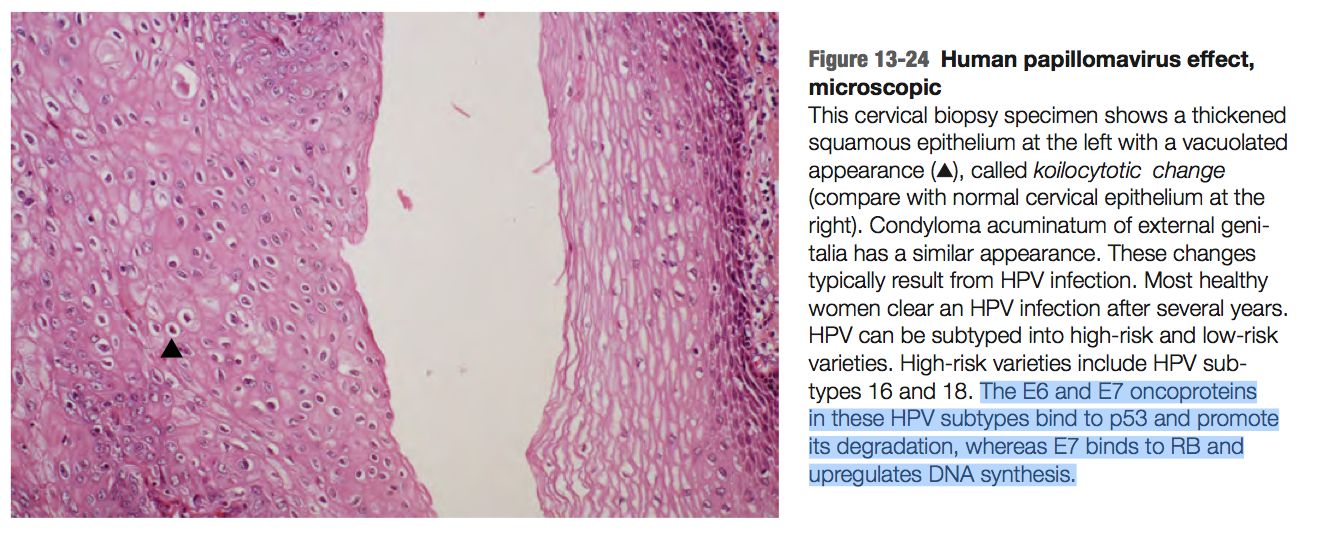 Figure 13-24 Human papillomavirus effect,
microscopic
This cervical biopsy specimen shows a thickened
squamous epithelium at the left with a vacuolated
appearance (▲), called koilocytotic change
(compare with normal cervical epithelium at the
right). Condyloma acuminatum of external geni-
talia has a similar appearance. These changes
typically result from HPV infection. Most healthy
women clear an HPV infection after several years.
HPV can be subtyped into high-risk and low-risk
varieties. High-risk varieties include HPV sub-
types 16 and 18. The E6 and E7 oncoproteins
in these HPV subtypes bind to p53 and promote
its degradation, whereas E7 binds to RB and
upregulates DNA synthesis.